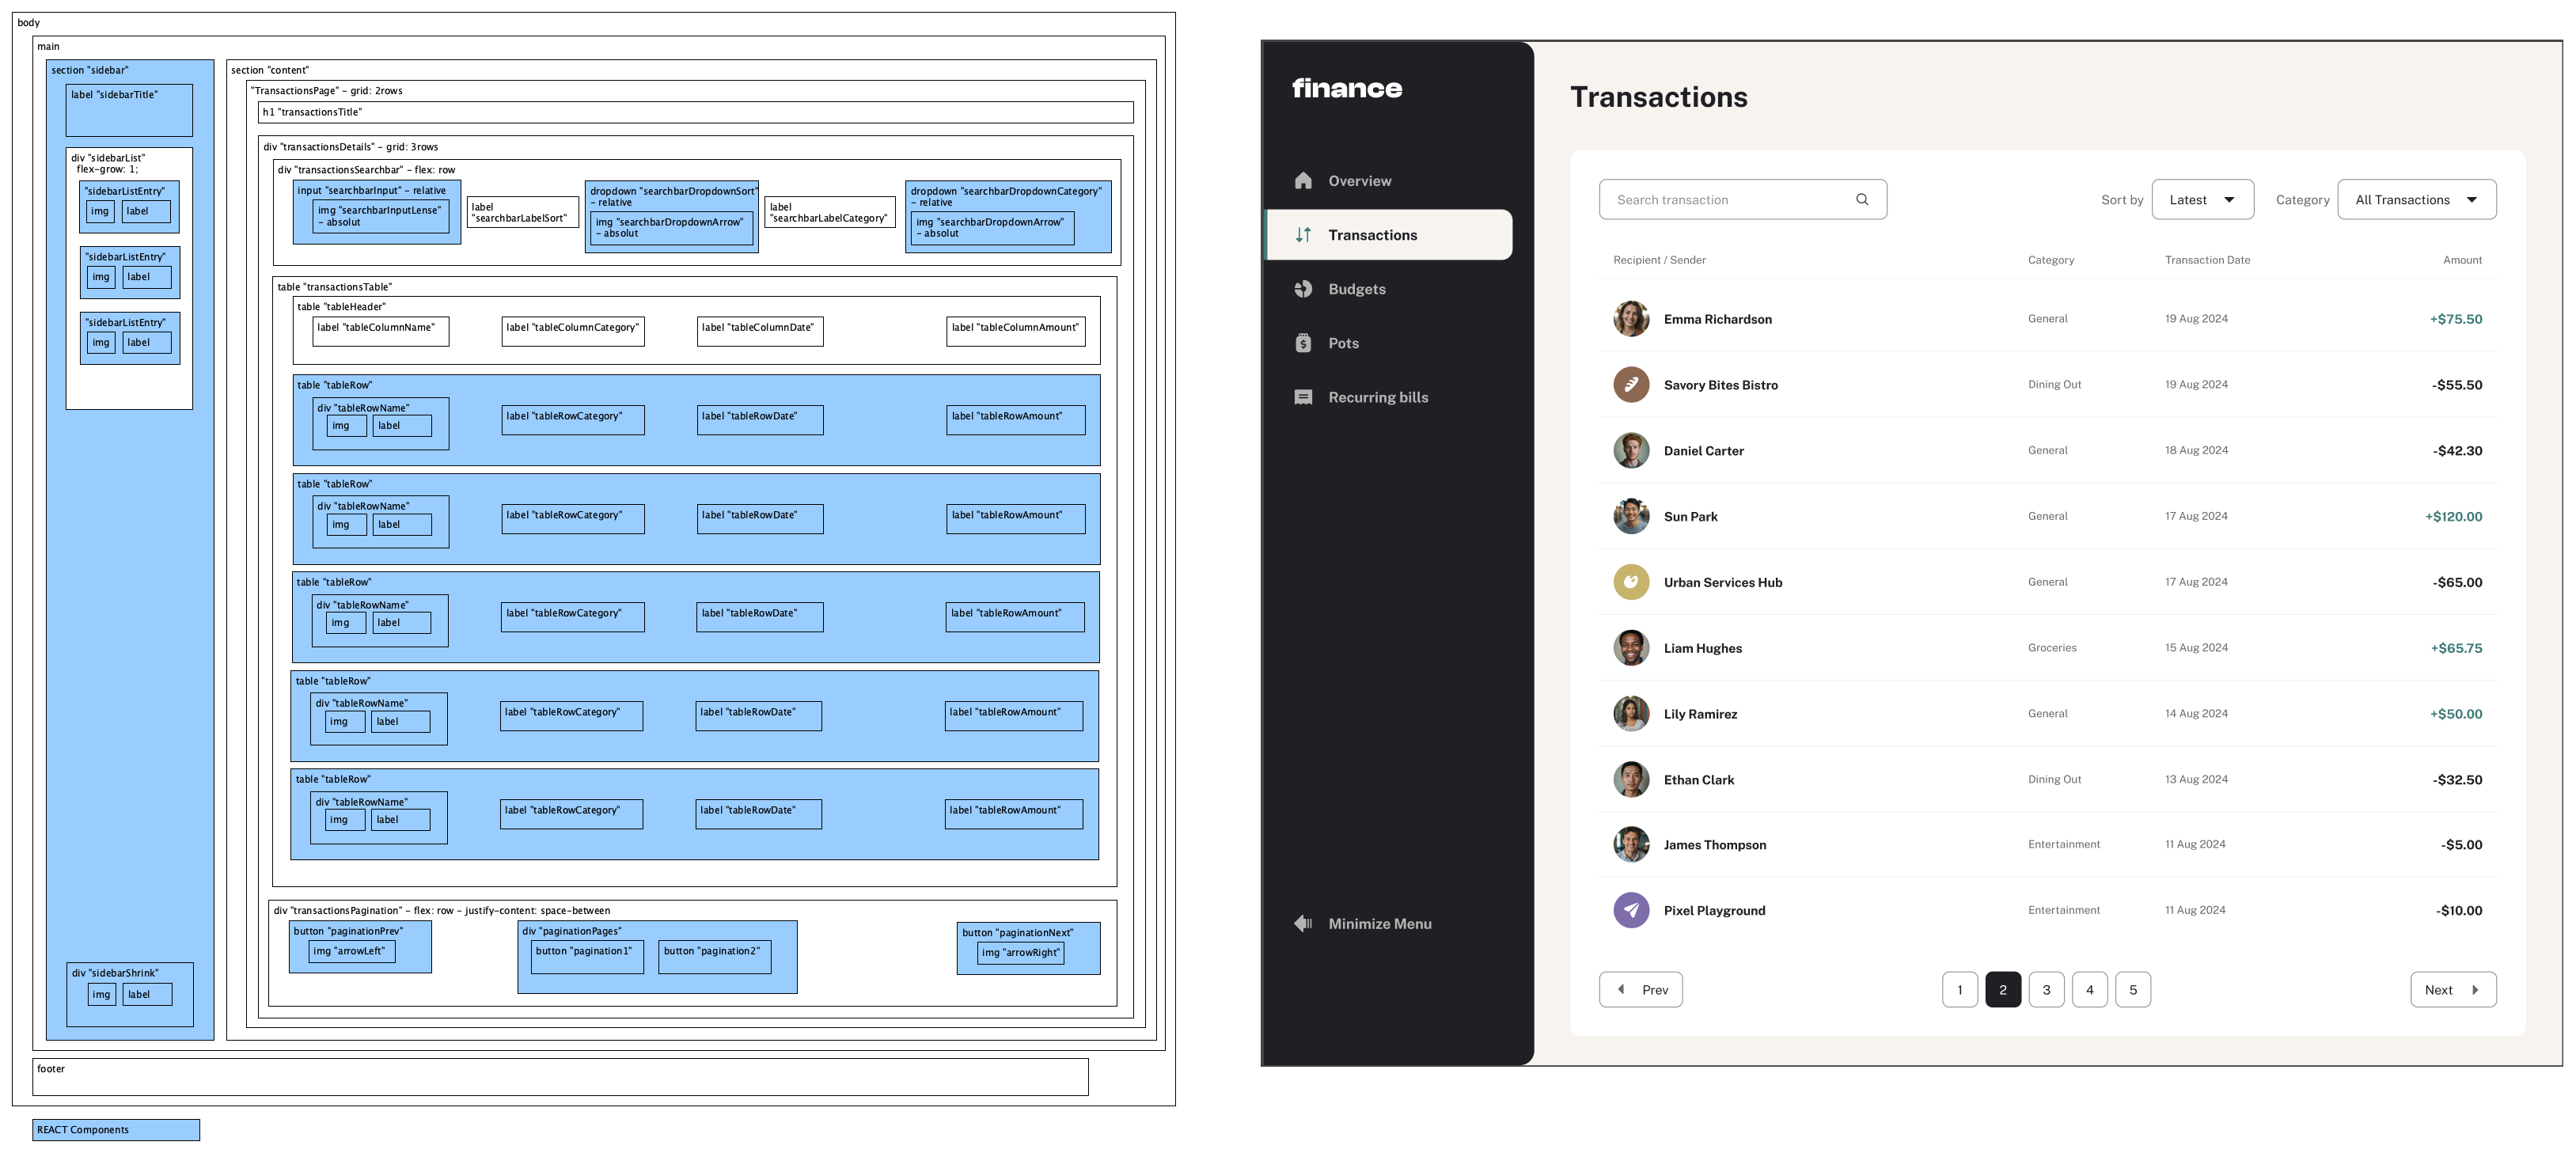 body
main
section "sidebar"
label "sidebarTitle"
div "sidebarList"
flex-grow: 1;
"sidebarListEntry"
img
label
"sidebarListEntry"
img
label
"sidebarListEntry"
img
label
div "sidebarShrink"
img
label
section "content"
"TransactionsPage" - grid: 2rows
h1 "transactionsTitle"
div "transactionsDetails" - grid: 3rows
div "transactionsSearchbar" - flex: row
input "searchbarInput" - relative
img "searchbarInputLense"
- absolut
label
"searchbarLabelSort"
dropdown "searchbarDropdownSort"
- relative
img "searchbarDropdownArrow"
- absolut
label
"searchbarLabelCategory"
dropdown "searchbarDropdownCategory"
- relative
img "searchbarDropdownArrow"
- absolut
table "transactionsTable"
table "tableHeader"
label "tableColumnName"
label "tableColumnCategory"
label "tableColumnDate"
label "tableColumnAmount"
table "tableRow"
div "tableRowName"
img
label
label "tableRowCategory"
label "tableRowDate"
label "tableRowAmount"
table "tableRow"
div "tableRowName"
img
label
label "tableRowCategory"
label "tableRowDate"
label "tableRowAmount"
table "tableRow"
div "tableRowName"
img
label
label "tableRowCategory"
label "tableRowDate"
label "tableRowAmount"
table "tableRow"
div "tableRowName"
img
label
label "tableRowCategory"
label "tableRowDate"
label "tableRowAmount"
table "tableRow"
div "tableRowName"
img
label
label "tableRowCategory"
label "tableRowDate"
label "tableRowAmount"
div "transactionsPagination" - flex: row - justify-content: space-between
button "paginationPrev"
img "arrowLeft"
div "paginationPages"
button "pagination1"
button "pagination2"
button "paginationNext"
img "arrowRight"
footer
REACT Components
finance
Overview
Transactions
Budgets
Pots
Recurring bills
Minimize Menu
Transactions
Search transaction
Sort by
Latest
Category
All Transactions
Recipient / Sender Category Transaction Date Amount
Emma Richardson General 19 Aug 2024 +$75.50
Savory Bites Bistro Dining Out 19 Aug 2024 -$55.50
Daniel Carter General 18 Aug 2024 -$42.30
Sun Park General 17 Aug 2024 +$120.00
Urban Services Hub General 17 Aug 2024 -$65.00
Liam Hughes Groceries 15 Aug 2024 +$65.75
Lily Ramirez General 14 Aug 2024 +$50.00
Ethan Clark Dining Out 13 Aug 2024 -$32.50
James Thompson Entertainment 11 Aug 2024 -$5.00
Pixel Playground Entertainment 11 Aug 2024 -$10.00
Prev 1 2 3 4 5 Next